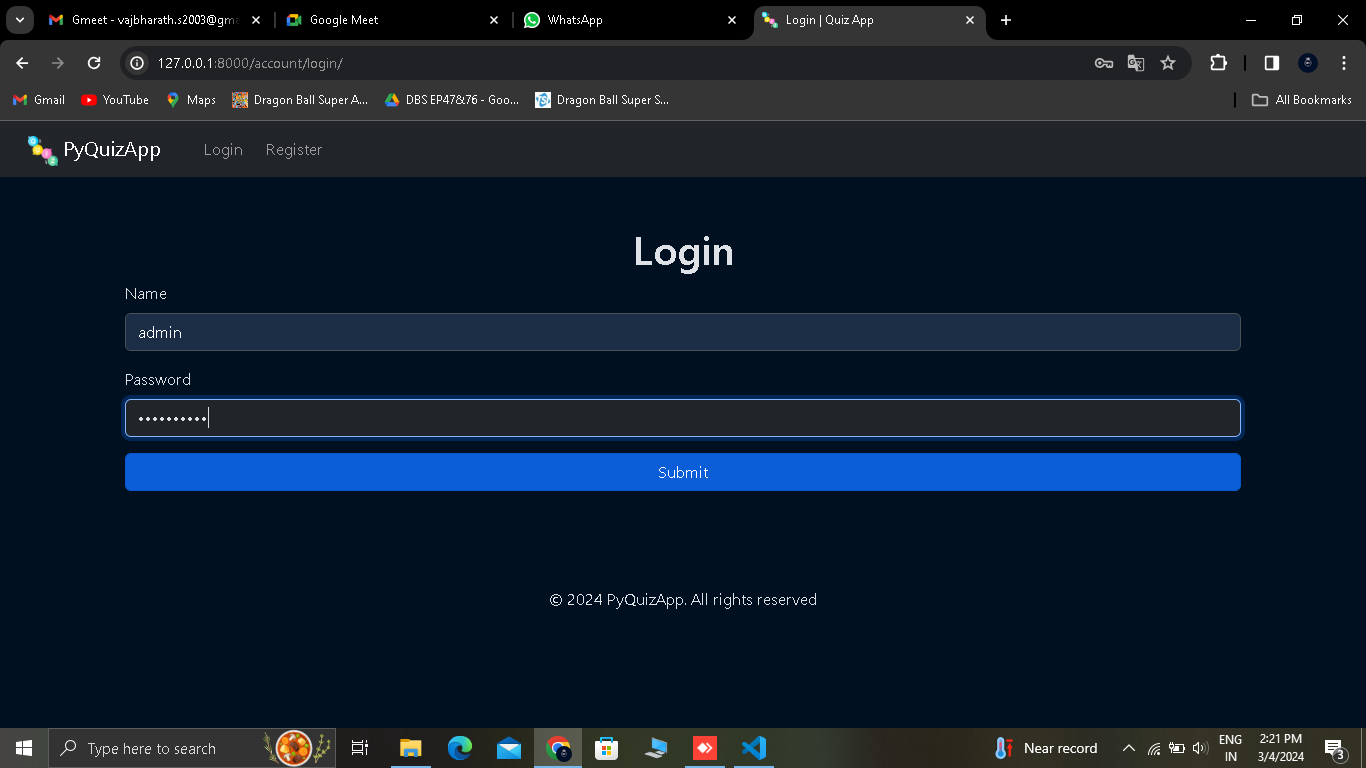 Gmeet - vajbharath.s2003@gma
Google Meet
WhatsApp
Login | Quiz App
127.0.0.1:8000/account/login/
Gmail
YouTube
Maps
Dragon Ball Super A...
DBS EP47&76 - Goo...
Dragon Ball Super S...
All Bookmarks
PyQuizApp
Login
Register
Login
Name
admin
Password
Submit
© 2024 PyQuizApp. All rights reserved
Type here to search
Near record
ENG
IN
2:21 PM
3/4/2024
3